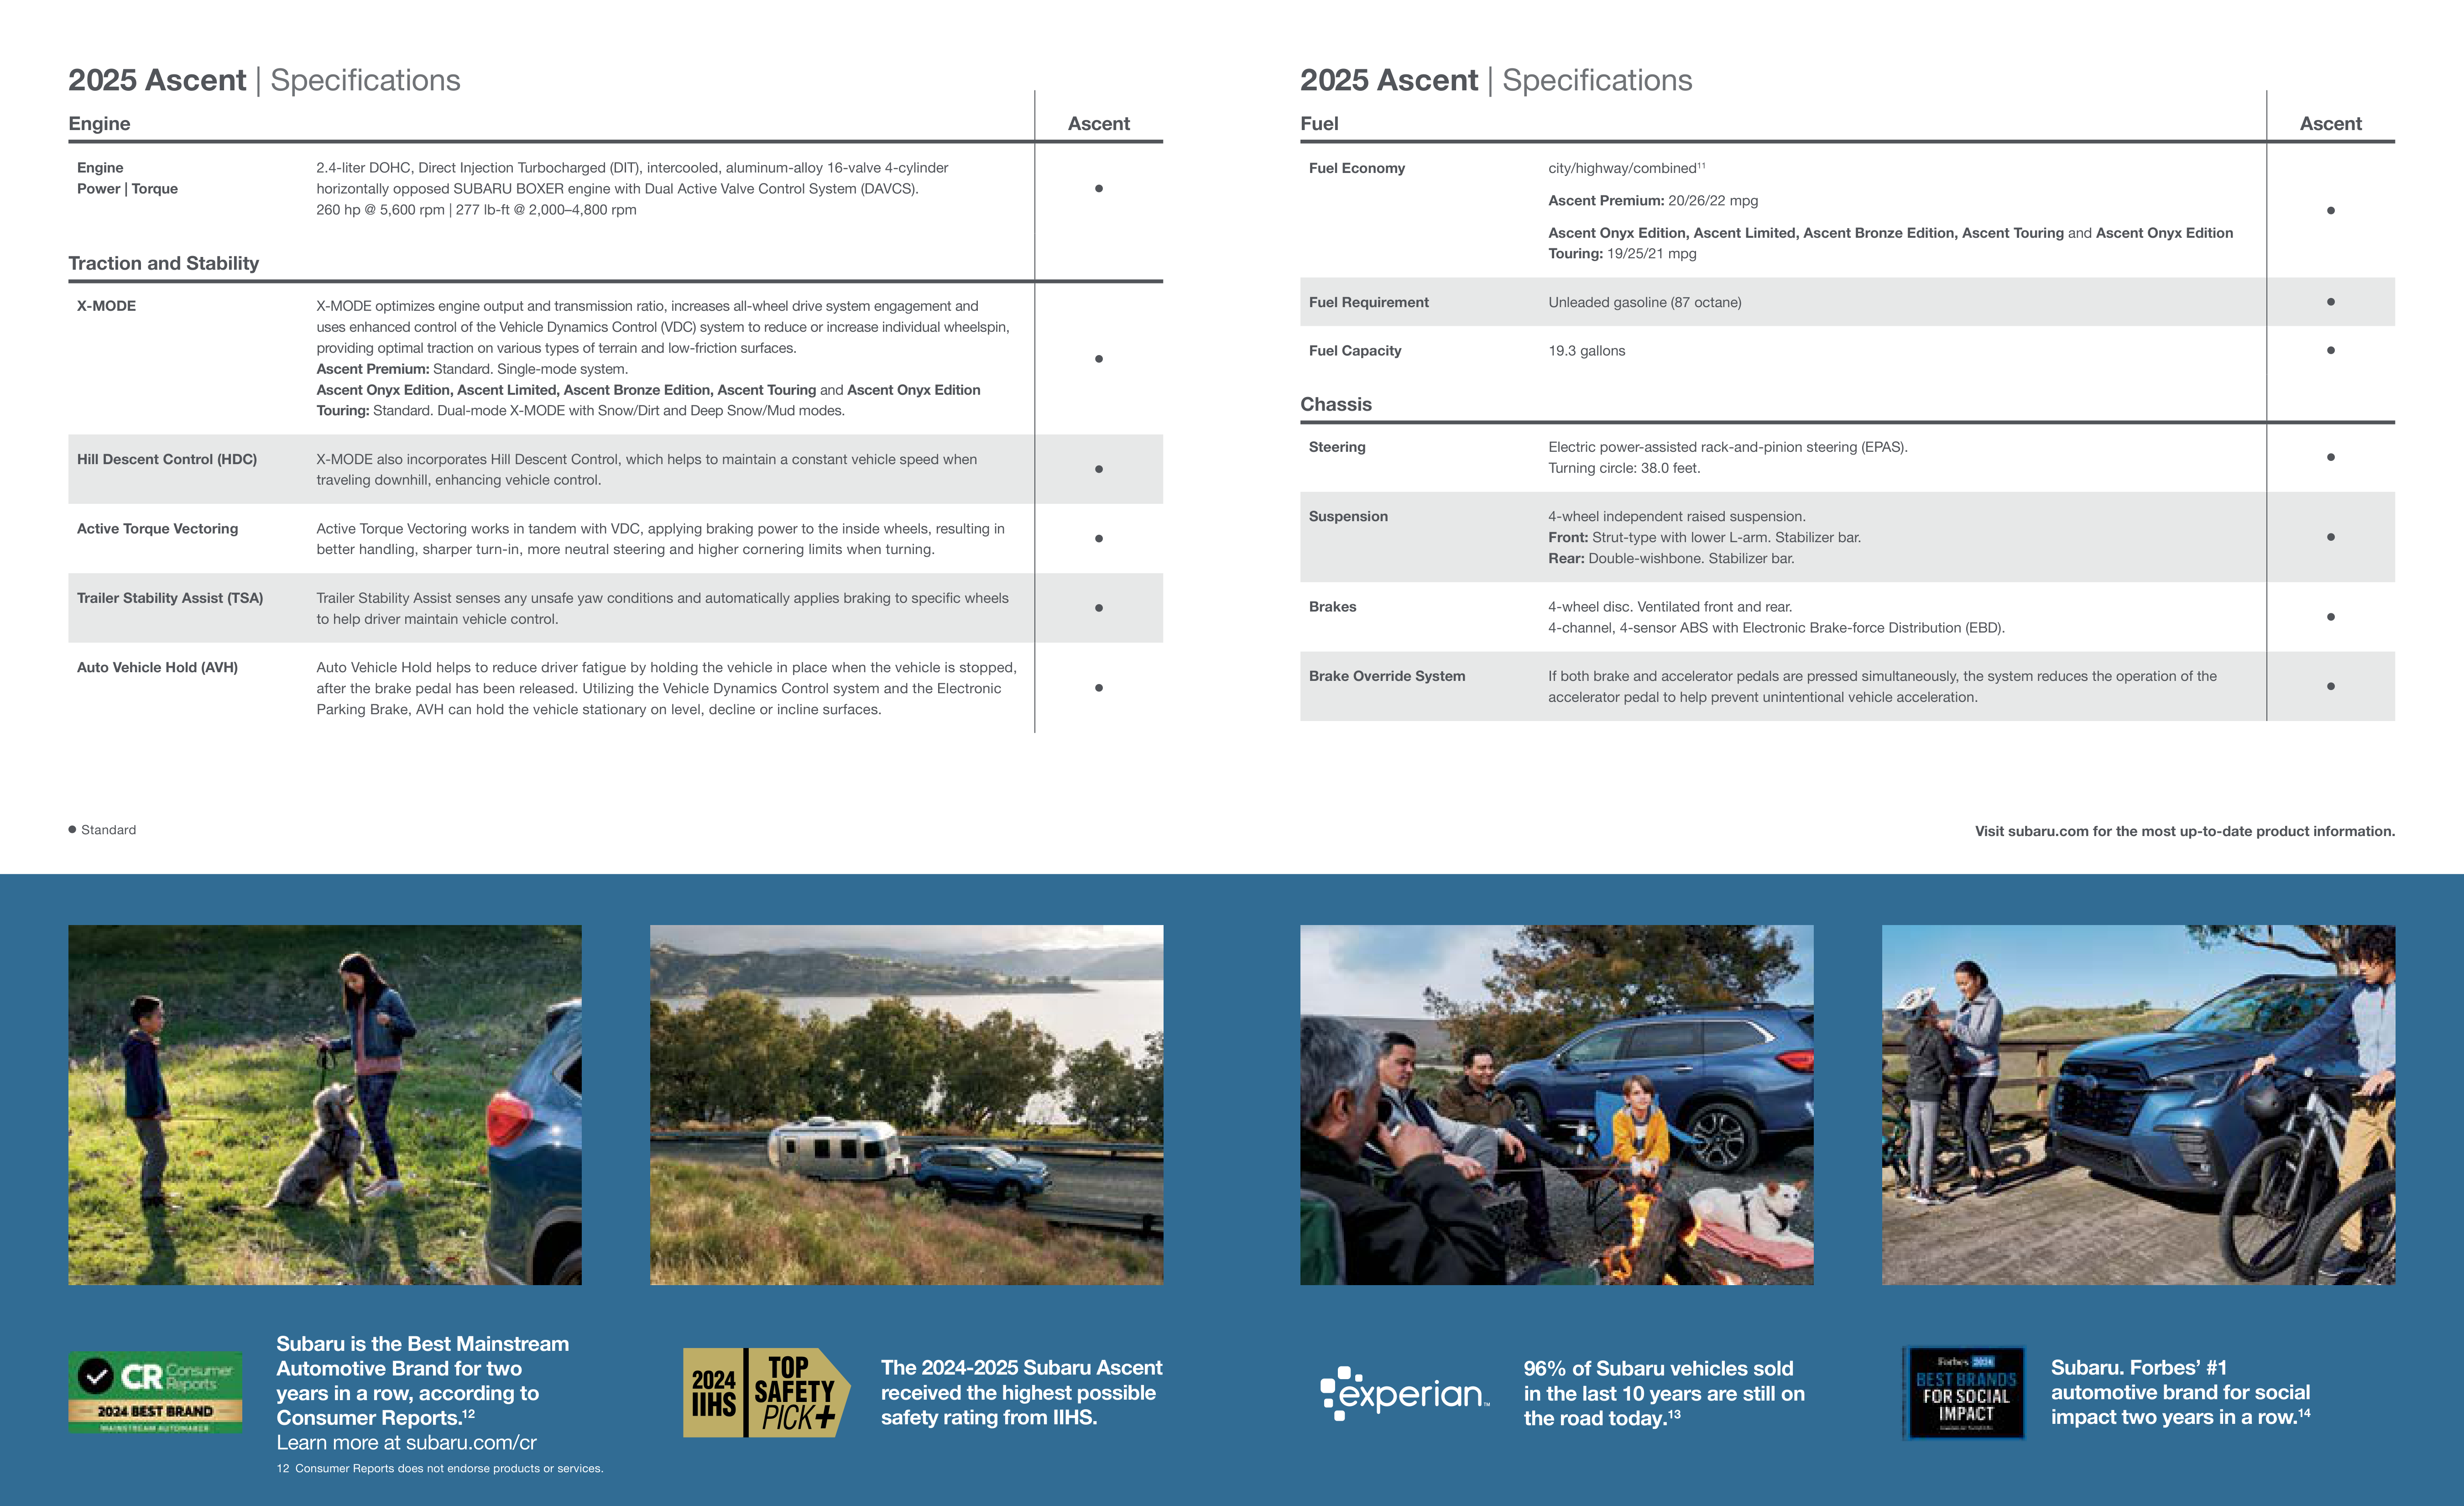 2025 Ascent | Specifications
Engine
Ascent
Engine
Power | Torque
2.4-liter DOHC, Direct Injection Turbocharged (DIT), intercooled, aluminum-alloy 16-valve 4-cylinder
horizontally opposed SUBARU BOXER engine with Dual Active Valve Control System (DAVCS).
260 hp @ 5,600 rpm | 277 lb-ft @ 2,000–4,800 rpm
●
Traction and Stability
X-MODE
X-MODE optimizes engine output and transmission ratio, increases all-wheel drive system engagement and
uses enhanced control of the Vehicle Dynamics Control (VDC) system to reduce or increase individual wheelspin,
providing optimal traction on various types of terrain and low-friction surfaces.
Ascent Premium: Standard. Single-mode system.
Ascent Onyx Edition, Ascent Limited, Ascent Bronze Edition, Ascent Touring and Ascent Onyx Edition
Touring: Standard. Dual-mode X-MODE with Snow/Dirt and Deep Snow/Mud modes.
●
Hill Descent Control (HDC)
X-MODE also incorporates Hill Descent Control, which helps to maintain a constant vehicle speed when
traveling downhill, enhancing vehicle control.
●
Active Torque Vectoring
Active Torque Vectoring works in tandem with VDC, applying braking power to the inside wheels, resulting in
better handling, sharper turn-in, more neutral steering and higher cornering limits when turning.
●
Trailer Stability Assist (TSA)
Trailer Stability Assist senses any unsafe yaw conditions and automatically applies braking to specific wheels
to help driver maintain vehicle control.
●
Auto Vehicle Hold (AVH)
Auto Vehicle Hold helps to reduce driver fatigue by holding the vehicle in place when the vehicle is stopped,
after the brake pedal has been released. Utilizing the Vehicle Dynamics Control system and the Electronic
Parking Brake, AVH can hold the vehicle stationary on level, decline or incline surfaces.
●
● Standard
2025 Ascent | Specifications
Fuel
Ascent
Fuel Economy
city/highway/combined11
Ascent Premium: 20/26/22 mpg
Ascent Onyx Edition, Ascent Limited, Ascent Bronze Edition, Ascent Touring and Ascent Onyx Edition
Touring: 19/25/21 mpg
●
Fuel Requirement
Unleaded gasoline (87 octane)
●
Fuel Capacity
19.3 gallons
●
Chassis
Steering
Electric power-assisted rack-and-pinion steering (EPAS).
Turning circle: 38.0 feet.
●
Suspension
4-wheel independent raised suspension.
Front: Strut-type with lower L-arm. Stabilizer bar.
Rear: Double-wishbone. Stabilizer bar.
●
Brakes
4-wheel disc. Ventilated front and rear.
4-channel, 4-sensor ABS with Electronic Brake-force Distribution (EBD).
●
Brake Override System
If both brake and accelerator pedals are pressed simultaneously, the system reduces the operation of the
accelerator pedal to help prevent unintentional vehicle acceleration.
●
Visit subaru.com for the most up-to-date product information.
CR Consumer
Reports
2024 BEST BRAND
MAINSTREAM AUTOMAKER
Subaru is the Best Mainstream
Automotive Brand for two
years in a row, according to
Consumer Reports.12
Learn more at subaru.com/cr
12 Consumer Reports does not endorse products or services.
2024
IIHS
TOP
SAFETY
PICK+
The 2024-2025 Subaru Ascent
received the highest possible
safety rating from IIHS.
experian™
96% of Subaru vehicles sold
in the last 10 years are still on
the road today.13
Forbes 2024
BEST BRANDS
FOR SOCIAL
IMPACT
Subaru. Forbes’ #1
automotive brand for social
impact two years in a row.14